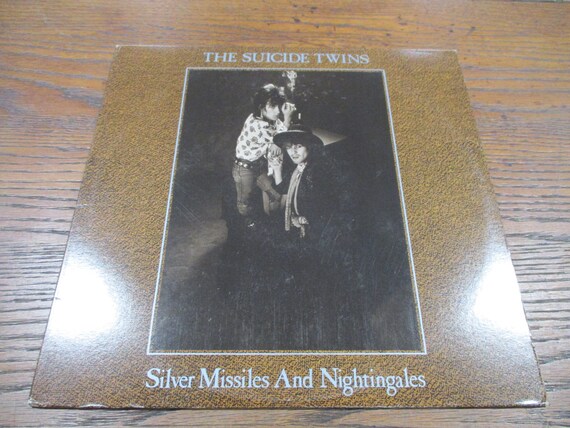 THE SUICIDE TWINS
Silver Missiles And Nightingales